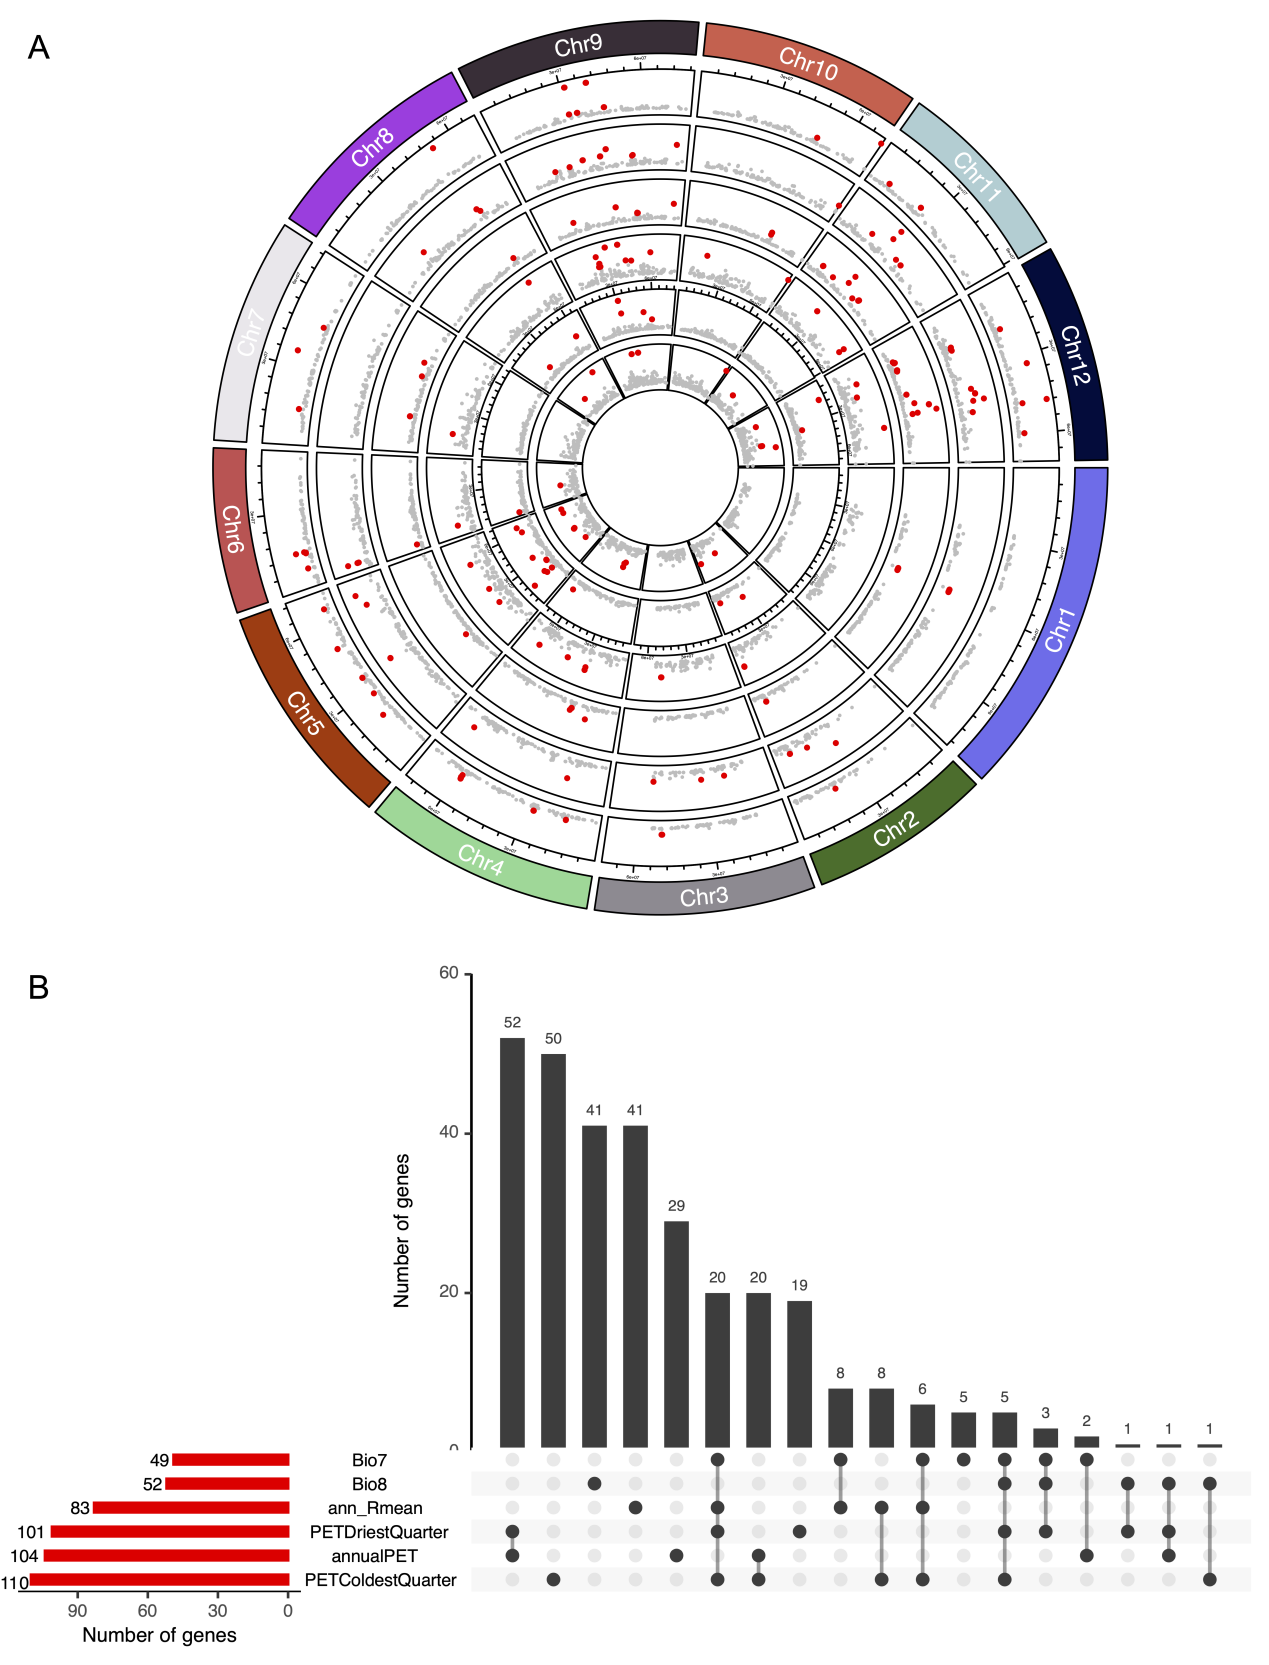 A
Chr9
Chr10
Chr8
Chr11
Chr7
Chr12
Chr6
Chr1
Chr5
Chr2
Chr4
Chr3
B
60
52
50
41
41
40
29
Number of genes
20
20
19
20
8
8
6
5
5
3
2
1
1
1
0
49
Bio7
52
Bio8
83
ann_Rmean
101
PETDriestQuarter
104
annualPET
110
PETColdestQuarter
90
60
30
0
Number of genes